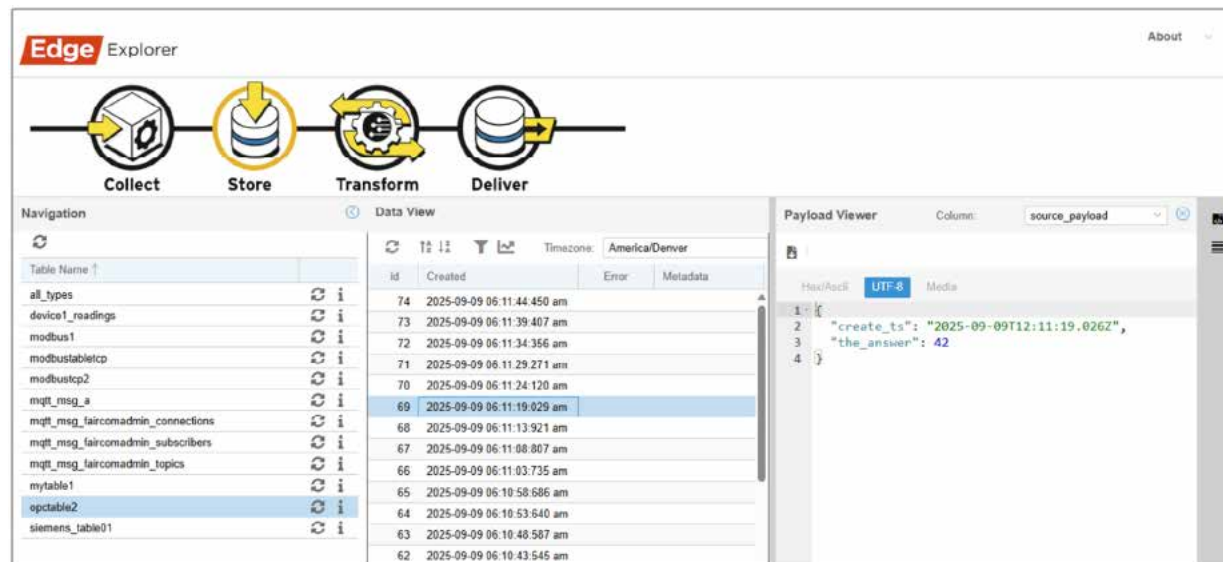 Edge Explorer
About
Collect
Store
Transform
Deliver
Navigation
Table Name
all_types
device1_readings
modbus1
modbustabletcp
modbustcp2
mqtt_msg_a
mqtt_msg_faircomadmin_connections
mqtt_msg_faircomadmin_subscribers
mqtt_msg_faircomadmin_topics
mytable1
opctable2
siemens_table01
Data View
Timezone: America/Denver
Id Created Error Metadata
74 2025-09-09 06:11:44:450 am
73 2025-09-09 06:11:39:407 am
72 2025-09-09 06:11:34:356 am
71 2025-09-09 06:11:29:271 am
70 2025-09-09 06:11:24:120 am
69 2025-09-09 06:11:19:029 am
68 2025-09-09 06:11:13:921 am
67 2025-09-09 06:11:08:807 am
66 2025-09-09 06:11:03:735 am
65 2025-09-09 06:10:58:686 am
64 2025-09-09 06:10:53:640 am
63 2025-09-09 06:10:48:587 am
62 2025-09-09 06:10:43:545 am
Payload Viewer Column: source_payload
Hex/Ascii UTF-8 Media
1 {
2 "create_ts": "2025-09-09T12:11:19.026Z",
3 "the_answer": 42
4 }